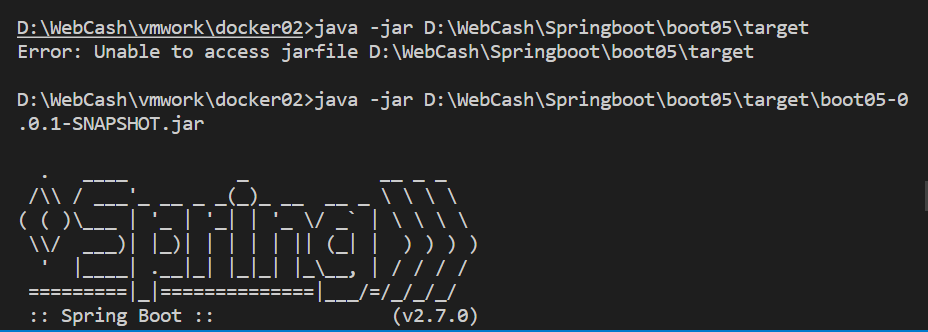 D:\WebCash\vmwork\docker02>java -jar D:\WebCash\Springboot\boot05\target
Error: Unable to access jarfile D:\WebCash\Springboot\boot05\target
D:\WebCash\vmwork\docker02>java -jar D:\WebCash\Springboot\boot05\target\boot05-0
.0.1-SNAPSHOT.jar
  .   ____          _            __ _ _
 /\\ / ___'_ __ _ _(_)_ __  __ _ \ \ \ \
( ( )\___ | '_ | '_| | '_ \/ _` | \ \ \ \
 \\/  ___)| |_)| | | | | || (_| |  ) ) ) )
  '  |____| .__|_| |_|_| |_\__, | / / / /
 =========|_|==============|___/=/_/_/_/
 :: Spring Boot ::                (v2.7.0)